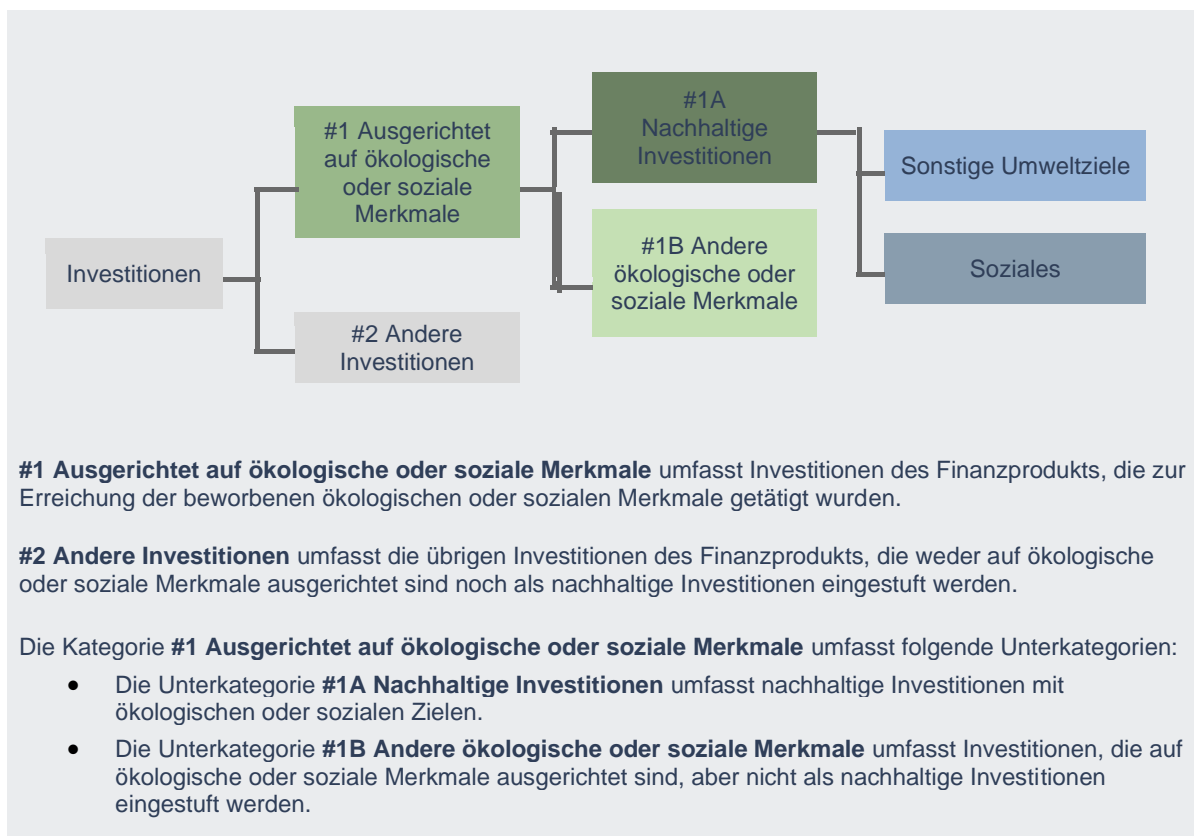 #1 Ausgerichtet
auf ökologische
oder soziale
Merkmale
#1A
Nachhaltige
Investitionen
Sonstige Umweltziele
Investitionen
#1B Andere
ökologische oder
soziale Merkmale
Soziales
#2 Andere
Investitionen
#1 Ausgerichtet auf ökologische oder soziale Merkmale umfasst Investitionen des Finanzprodukts, die zur
Erreichung der beworbenen ökologischen oder sozialen Merkmale getätigt wurden.
#2 Andere Investitionen umfasst die übrigen Investitionen des Finanzprodukts, die weder auf ökologische
oder soziale Merkmale ausgerichtet sind noch als nachhaltige Investitionen eingestuft werden.
Die Kategorie #1 Ausgerichtet auf ökologische oder soziale Merkmale umfasst folgende Unterkategorien:
• Die Unterkategorie #1A Nachhaltige Investitionen umfasst nachhaltige Investitionen mit
ökologischen oder sozialen Zielen.
• Die Unterkategorie #1B Andere ökologische oder soziale Merkmale umfasst Investitionen, die auf
ökologische oder soziale Merkmale ausgerichtet sind, aber nicht als nachhaltige Investitionen
eingestuft werden.